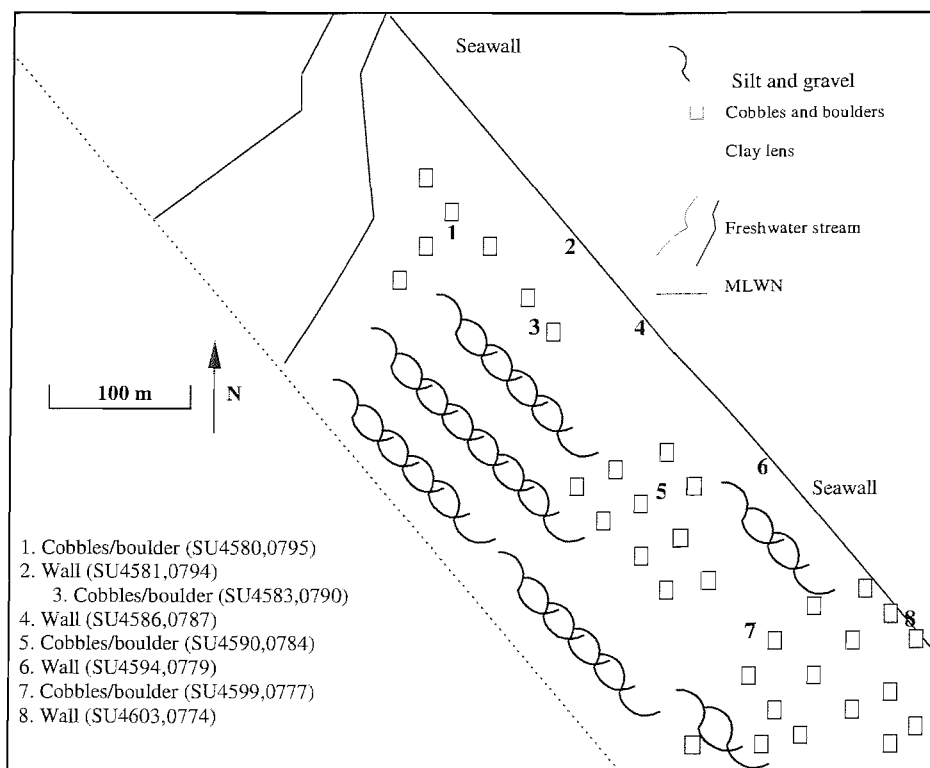 Seawall
Silt and gravel
Cobbles and boulders
Clay lens
Freshwater stream
MLWN
1
2
3
4
100 m
N
5
6
Seawall
7
8
1. Cobbles/boulder (SU4580,0795)
2. Wall (SU4581,0794)
3. Cobbles/boulder (SU4583,0790)
4. Wall (SU4586,0787)
5. Cobbles/boulder (SU4590,0784)
6. Wall (SU4594,0779)
7. Cobbles/boulder (SU4599,0777)
8. Wall (SU4603,0774)